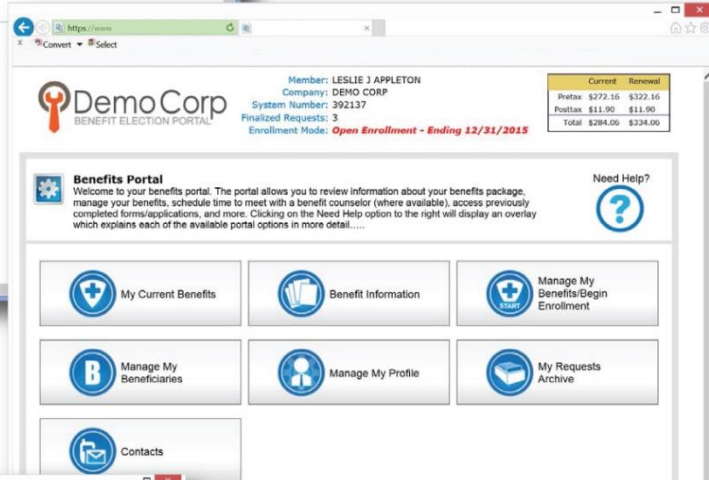 https://www
x
Convert ▼ Select
DemoCorp
BENEFIT ELECTION PORTAL
Member: LESLIE J APPLETON
Company: DEMO CORP
System Number: 392137
Finalized Requests: 3
Enrollment Mode: Open Enrollment - Ending 12/31/2015
Current Renewal
Pretax $272.16 $322.16
Posttax $11.90 $11.90
Total $284.06 $334.06
Benefits Portal
Welcome to your benefits portal. The portal allows you to review information about your benefits package,
manage your benefits, schedule time to meet with a benefit counselor (where available), access previously
completed forms/applications, and more. Clicking on the Need Help option to the right will display an overlay
which explains each of the available portal options in more detail.....
Need Help?
?
My Current Benefits
Benefit Information
START
Manage My
Benefits/Begin
Enrollment
B
Manage My
Beneficiaries
Manage My Profile
My Requests
Archive
Contacts